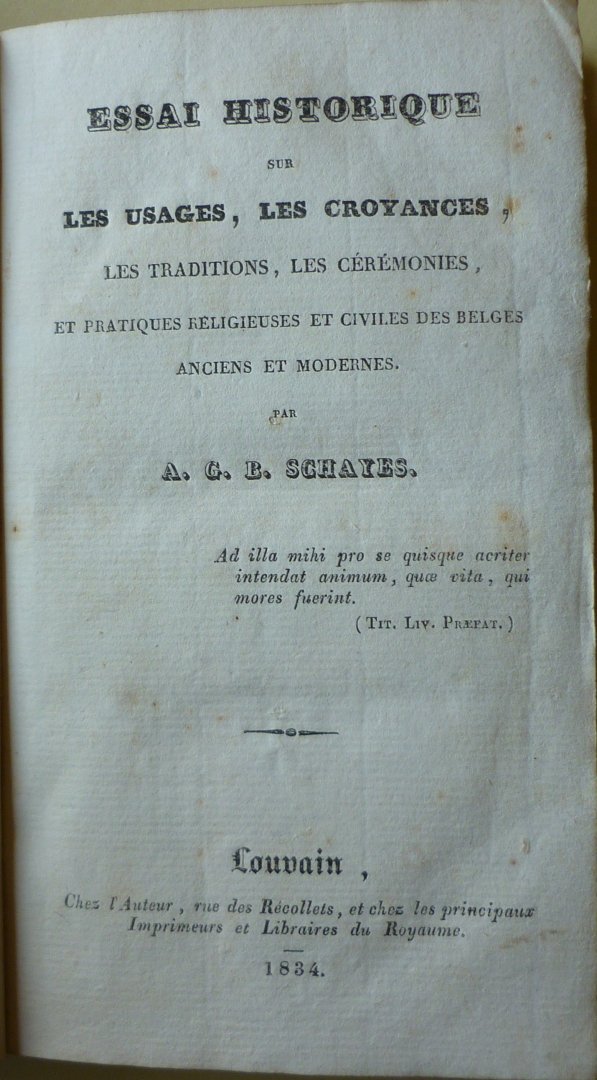 ESSAI HISTORIQUE
SUR
LES USAGES, LES CROYANCES,
LES TRADITIONS, LES CÉRÉMONIES,
ET PRATIQUES RELIGIEUSES ET CIVILES DES BELGES
ANCIENS ET MODERNES.
PAR
A. G. B. SCHAYES.
Ad illa mihi pro se quisque acriter
intendat animum, quæ vita, qui
mores fuerint.
(TIT. LIV. PRÆFAT.)
Louvain,
Chez l'Auteur, rue des Récollets, et chez les principaux
Imprimeurs et Libraires du Royaume.
1834.